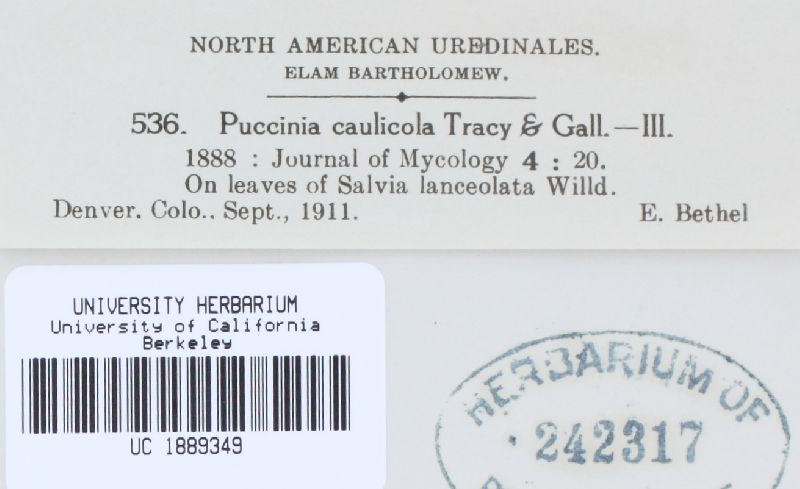 NORTH AMERICAN UREDINALES.
ELAM BARTHOLOMEW.
536. Puccinia caulicola Tracy & Gall.—III.
1888 : Journal of Mycology 4 : 20.
On leaves of Salvia lanceolata Willd.
Denver. Colo.. Sept., 1911. E. Bethel
UNIVERSITY HERBARIUM
University of California
Berkeley
UC 1889349
HERBARIUM OF
242317